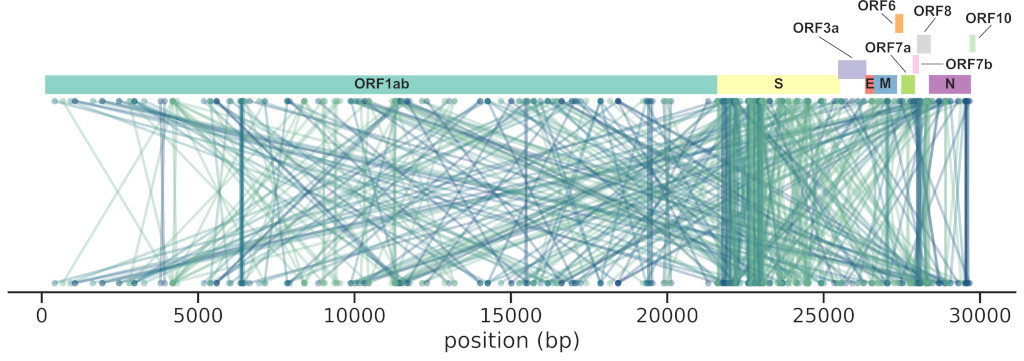 ORF6
ORF8
ORF10
ORF3a
ORF7a
ORF7b
ORF1ab
S
E
M
N
0
5000
10000
15000
20000
25000
30000
position (bp)